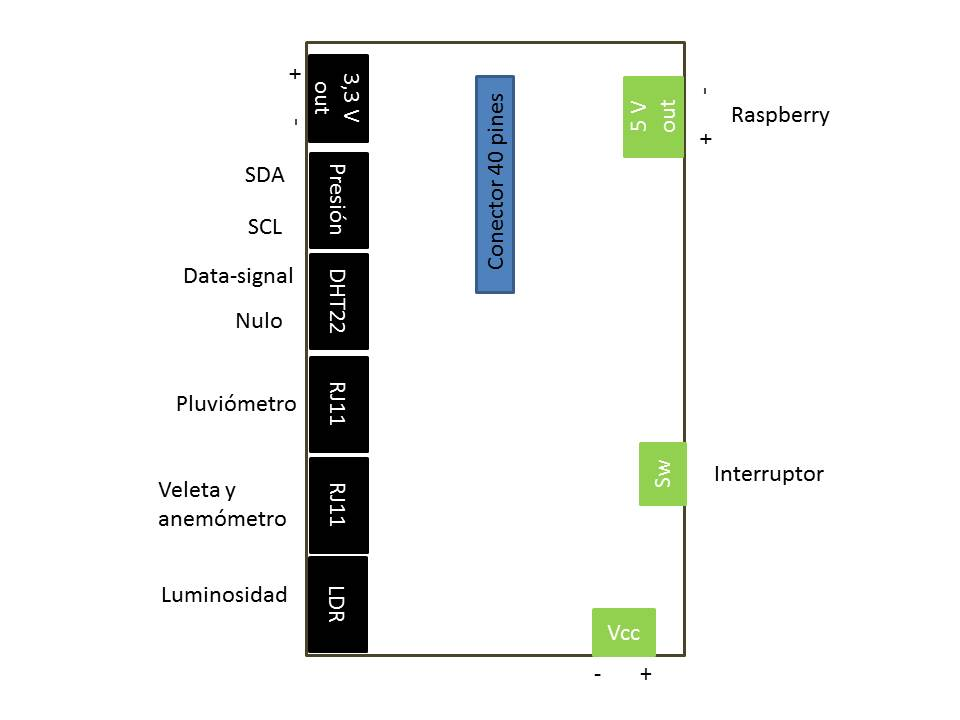 +
-
3,3 V
out
SDA
SCL
Presión
Data-signal
Nulo
DHT22
Pluviómetro
RJ11
Veleta y
anemómetro
RJ11
Luminosidad
LDR
Conector 40 pines
5 V
out
-
+
Raspberry
Sw
Interruptor
Vcc
- +